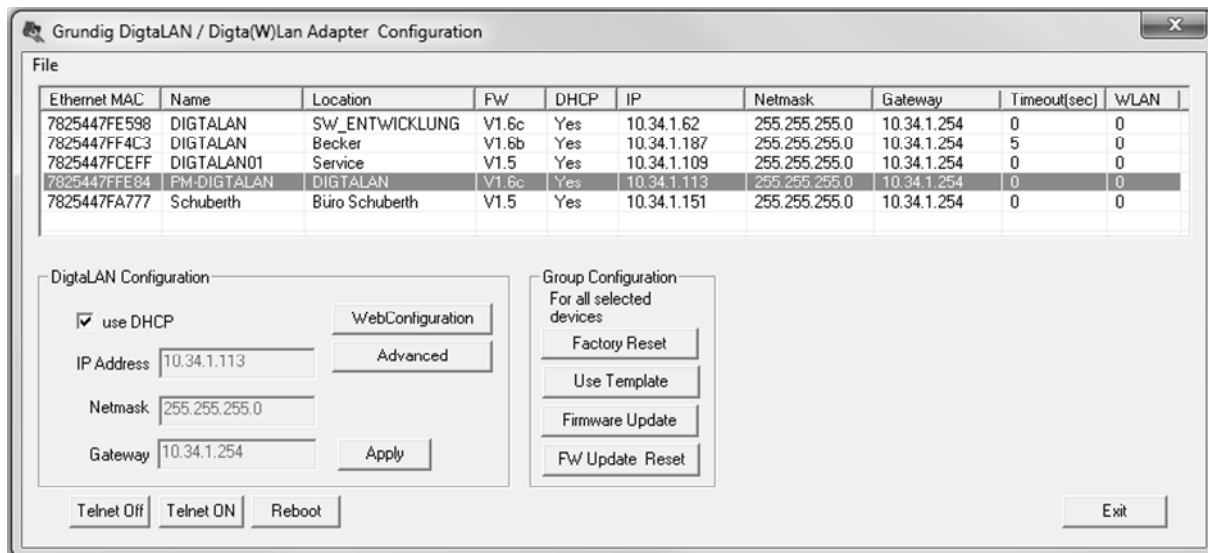 Grundig DigtaLAN / Digta(W)Lan Adapter Configuration
File
Ethernet MAC Name Location FW DHCP IP Netmask Gateway Timeout(sec) WLAN
7825447FE598 DIGTALAN SW_ENTWICKLUNG V1.6c Yes 10.34.1.62 255.255.255.0 10.34.1.254 0 0
7825447FF4C3 DIGTALAN Becker V1.6b Yes 10.34.1.187 255.255.255.0 10.34.1.254 5 0
7825447FCEFF DIGTALAN01 Service V1.5 Yes 10.34.1.109 255.255.255.0 10.34.1.254 0 0
7825447FFE84 PM-DIGTALAN DIGTALAN V1.6c Yes 10.34.1.113 255.255.255.0 10.34.1.254 0 0
7825447FA777 Schuberth Büro Schuberth V1.5 Yes 10.34.1.151 255.255.255.0 10.34.1.254 0 0
DigtaLAN Configuration
use DHCP
WebConfiguration
Advanced
IP Address 10.34.1.113
Netmask 255.255.255.0
Gateway 10.34.1.254
Apply
Group Configuration
For all selected
devices
Factory Reset
Use Template
Firmware Update
FW Update Reset
Telnet Off Telnet ON Reboot Exit